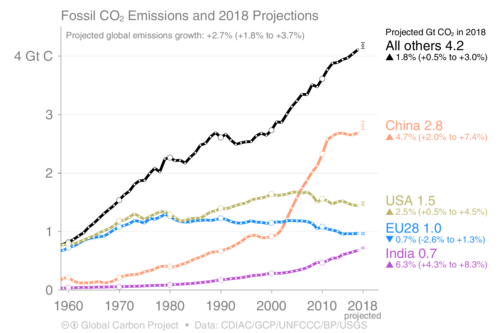 Fossil CO₂ Emissions and 2018 Projections
Projected global emissions growth: +2.7% (+1.8% to +3.7%)
Projected Gt CO₂ in 2018
All others 4.2
▲ 1.8% (+0.5% to +3.0%)
4 Gt C
China 2.8
▲ 4.7% (+2.0% to +7.4%)
3
2
USA 1.5
▲ 2.5% (+0.5% to +4.5%)
EU28 1.0
▼ 0.7% (-2.6% to +1.3%)
1
India 0.7
▲ 6.3% (+4.3% to +8.3%)
0
1960 1970 1980 1990 2000 2010 2018
projected
Global Carbon Project • Data: CDIAC/GCP/UNFCCC/BP/USGS